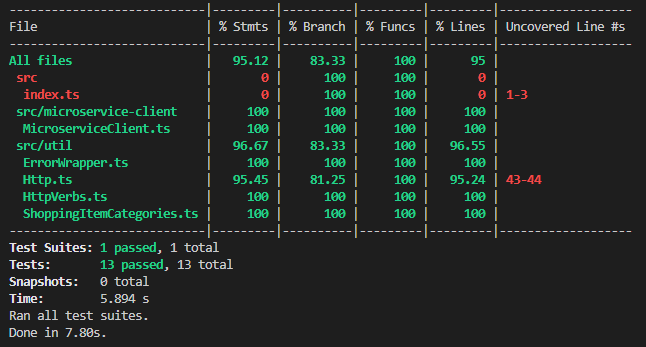 ----------------------------|---------|----------|---------|---------|-------------------
File                        | % Stmts | % Branch | % Funcs | % Lines | Uncovered Line #s
----------------------------|---------|----------|---------|---------|-------------------
All files                   |   95.12 |    83.33 |     100 |      95 |
 src                        |       0 |      100 |     100 |       0 |
  index.ts                  |       0 |      100 |     100 |       0 | 1-3
 src/microservice-client    |     100 |      100 |     100 |     100 |
  MicroserviceClient.ts     |     100 |      100 |     100 |     100 |
 src/util                   |   96.67 |    83.33 |     100 |   96.55 |
  ErrorWrapper.ts           |     100 |      100 |     100 |     100 |
  Http.ts                   |   95.45 |    81.25 |     100 |   95.24 | 43-44
  HttpVerbs.ts              |     100 |      100 |     100 |     100 |
  ShoppingItemCategories.ts |     100 |      100 |     100 |     100 |
----------------------------|---------|----------|---------|---------|-------------------
Test Suites: 1 passed, 1 total
Tests:       13 passed, 13 total
Snapshots:   0 total
Time:        5.894 s
Ran all test suites.
Done in 7.80s.